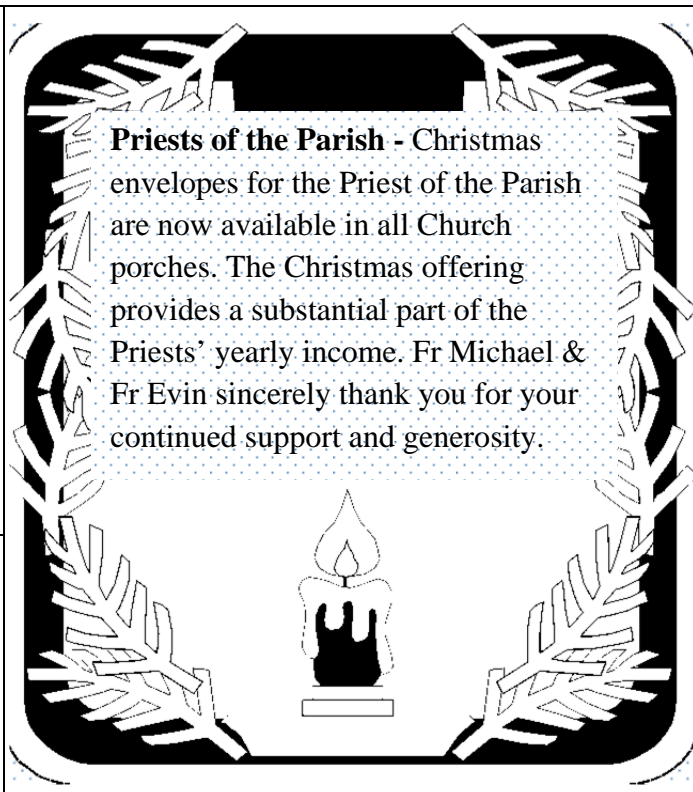 Priests of the Parish - Christmas
envelopes for the Priest of the Parish
are now available in all Church
porches. The Christmas offering
provides a substantial part of the
Priests’ yearly income. Fr Michael &
Fr Evin sincerely thank you for your
continued support and generosity.